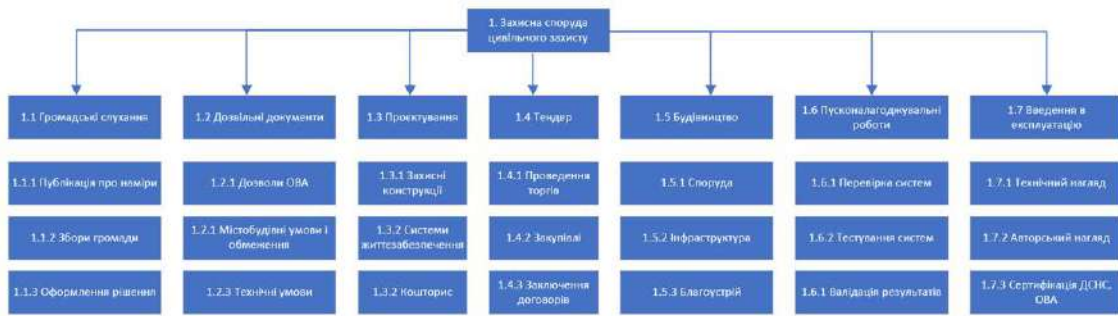 1. Захисна споруда
цивільного захисту
1.1 Громадські слухання
1.2 Дозвільні документи
1.3 Проєктування
1.4 Тендер
1.5 Будівництво
1.6 Пусконалагоджувальні
роботи
1.7 Введення в
експлуатацію
1.1.1 Публікація про наміри
1.2.1 Дозволи ОВА
1.3.1 Захисні
конструкції
1.4.1 Проведення
торгів
1.5.1 Споруда
1.6.1 Перевірна систем
1.7.1 Технічний нагляд
1.1.2 Збори громади
1.2.1 Містобудівні умови і
обмеження
1.3.2 Системи
життєзабезпечення
1.4.2 Закупівлі
1.5.2 Інфраструктура
1.6.2 Тестування систем
1.7.2 Авторський нагляд
1.1.3 Оформлення рішення
1.2.3 Технічні умови
1.3.2 Кошторис
1.4.3 Заключення
договорів
1.5.3 Благоустрій
1.6.1 Валідація результатів
1.7.3 Сертифікація ДСНС,
ОВА